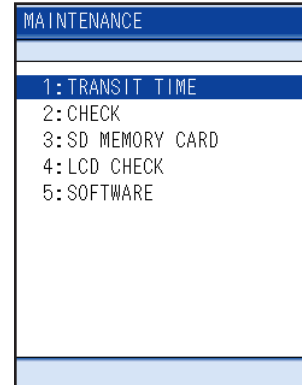 MAINTENANCE
1:TRANSIT TIME
2:CHECK
3:SD MEMORY CARD
4:LCD CHECK
5:SOFTWARE